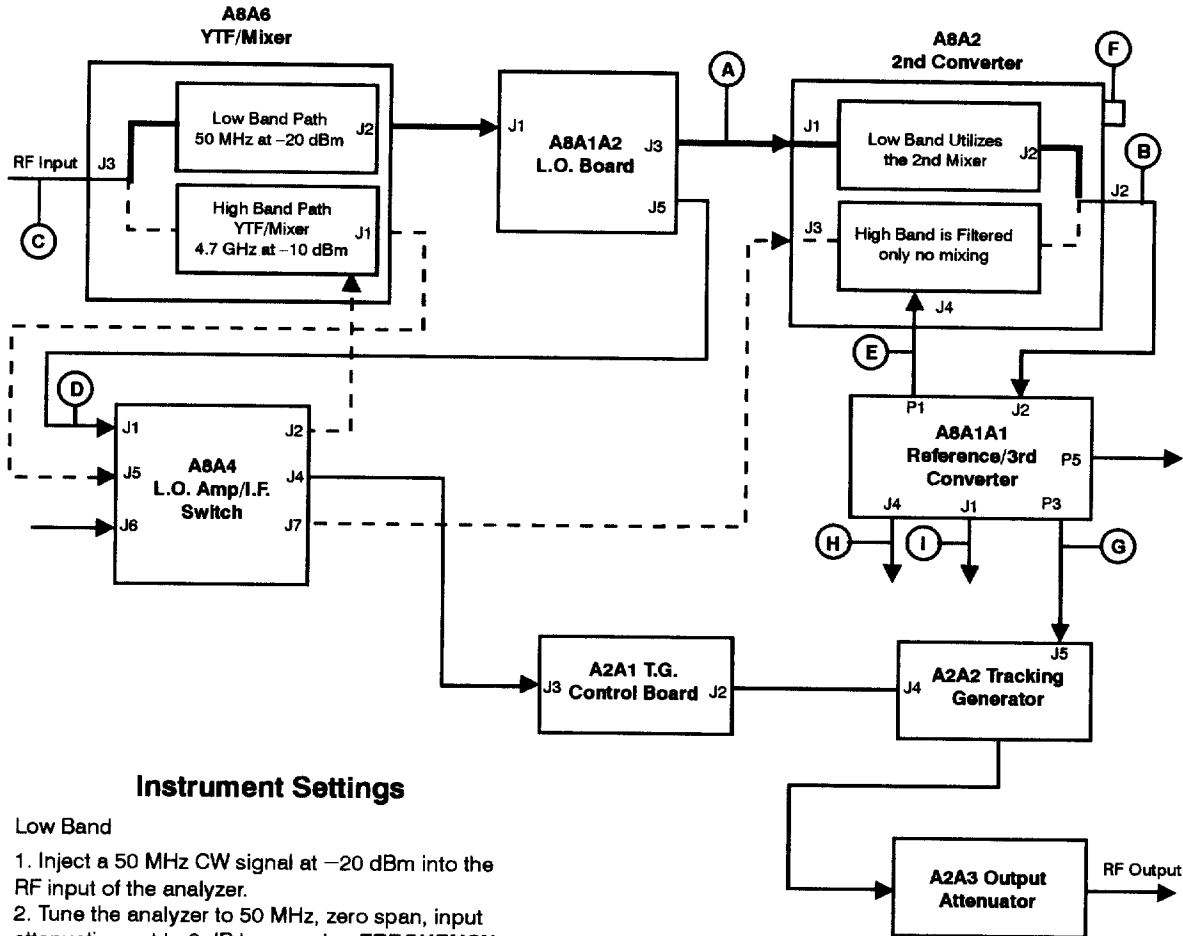 A8A6
YTF/Mixer
Low Band Path
50 MHz at −20 dBm
J2
RF Input
J3
High Band Path
YTF/Mixer
4.7 GHz at −10 dBm
J1
C
J1
A8A1A2
L.O. Board
J3
J5
A
A8A2
2nd Converter
F
J1
Low Band Utilizes
the 2nd Mixer
J2
B
J2
J3
High Band is Filtered
only no mixing
J4
E
D
J1
J2
J5
A8A4
L.O. Amp/I.F.
Switch
J4
J6
J7
P1
J2
A8A1A1
Reference/3rd
Converter
P5
J4
J1
P3
H
I
G
J3
A2A1 T.G.
Control Board
J2
J5
J4
A2A2 Tracking
Generator
A2A3 Output
Attenuator
RF Output
Instrument Settings
Low Band
1. Inject a 50 MHz CW signal at −20 dBm into the
RF input of the analyzer.
2. Tune the analyzer to 50 MHz, zero span, input